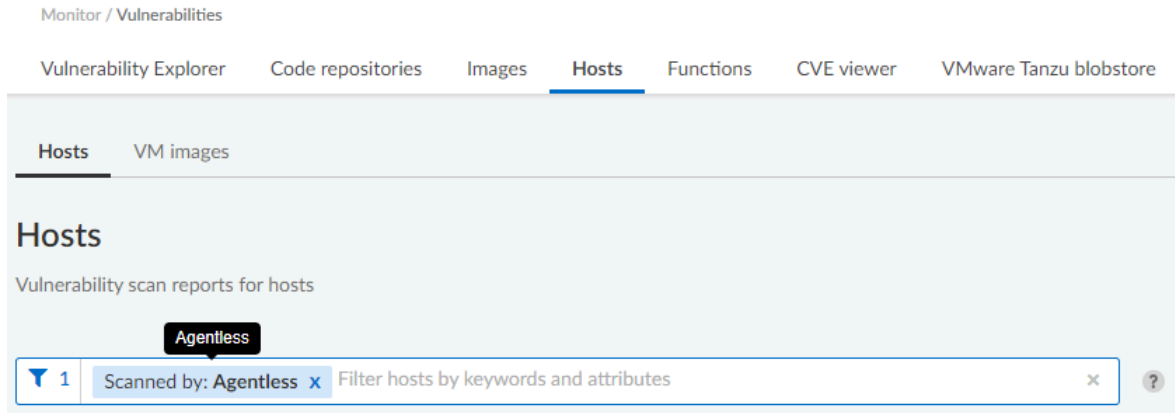 Monitor / Vulnerabilities
Vulnerability Explorer Code repositories Images Hosts Functions CVE viewer VMware Tanzu blobstore
Hosts VM images
Hosts
Vulnerability scan reports for hosts
Agentless
1 Scanned by: Agentless x Filter hosts by keywords and attributes × ?